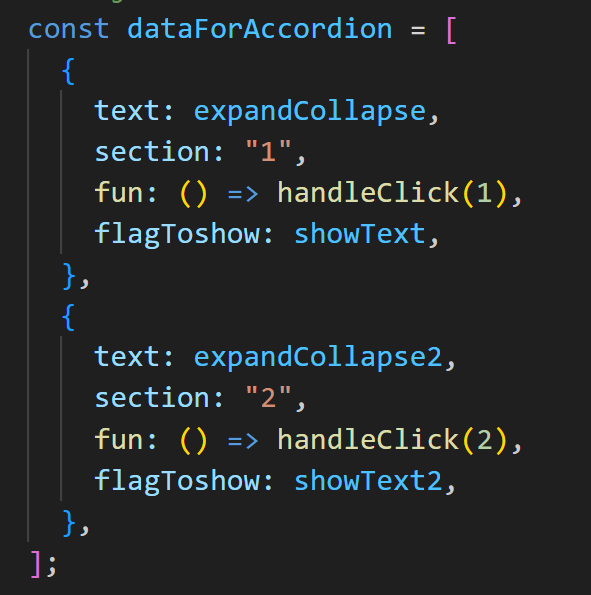 const dataForAccordion = [
  {
    text: expandCollapse,
    section: "1",
    fun: () => handleClick(1),
    flagToshow: showText,
  },
  {
    text: expandCollapse2,
    section: "2",
    fun: () => handleClick(2),
    flagToshow: showText2,
  },
];